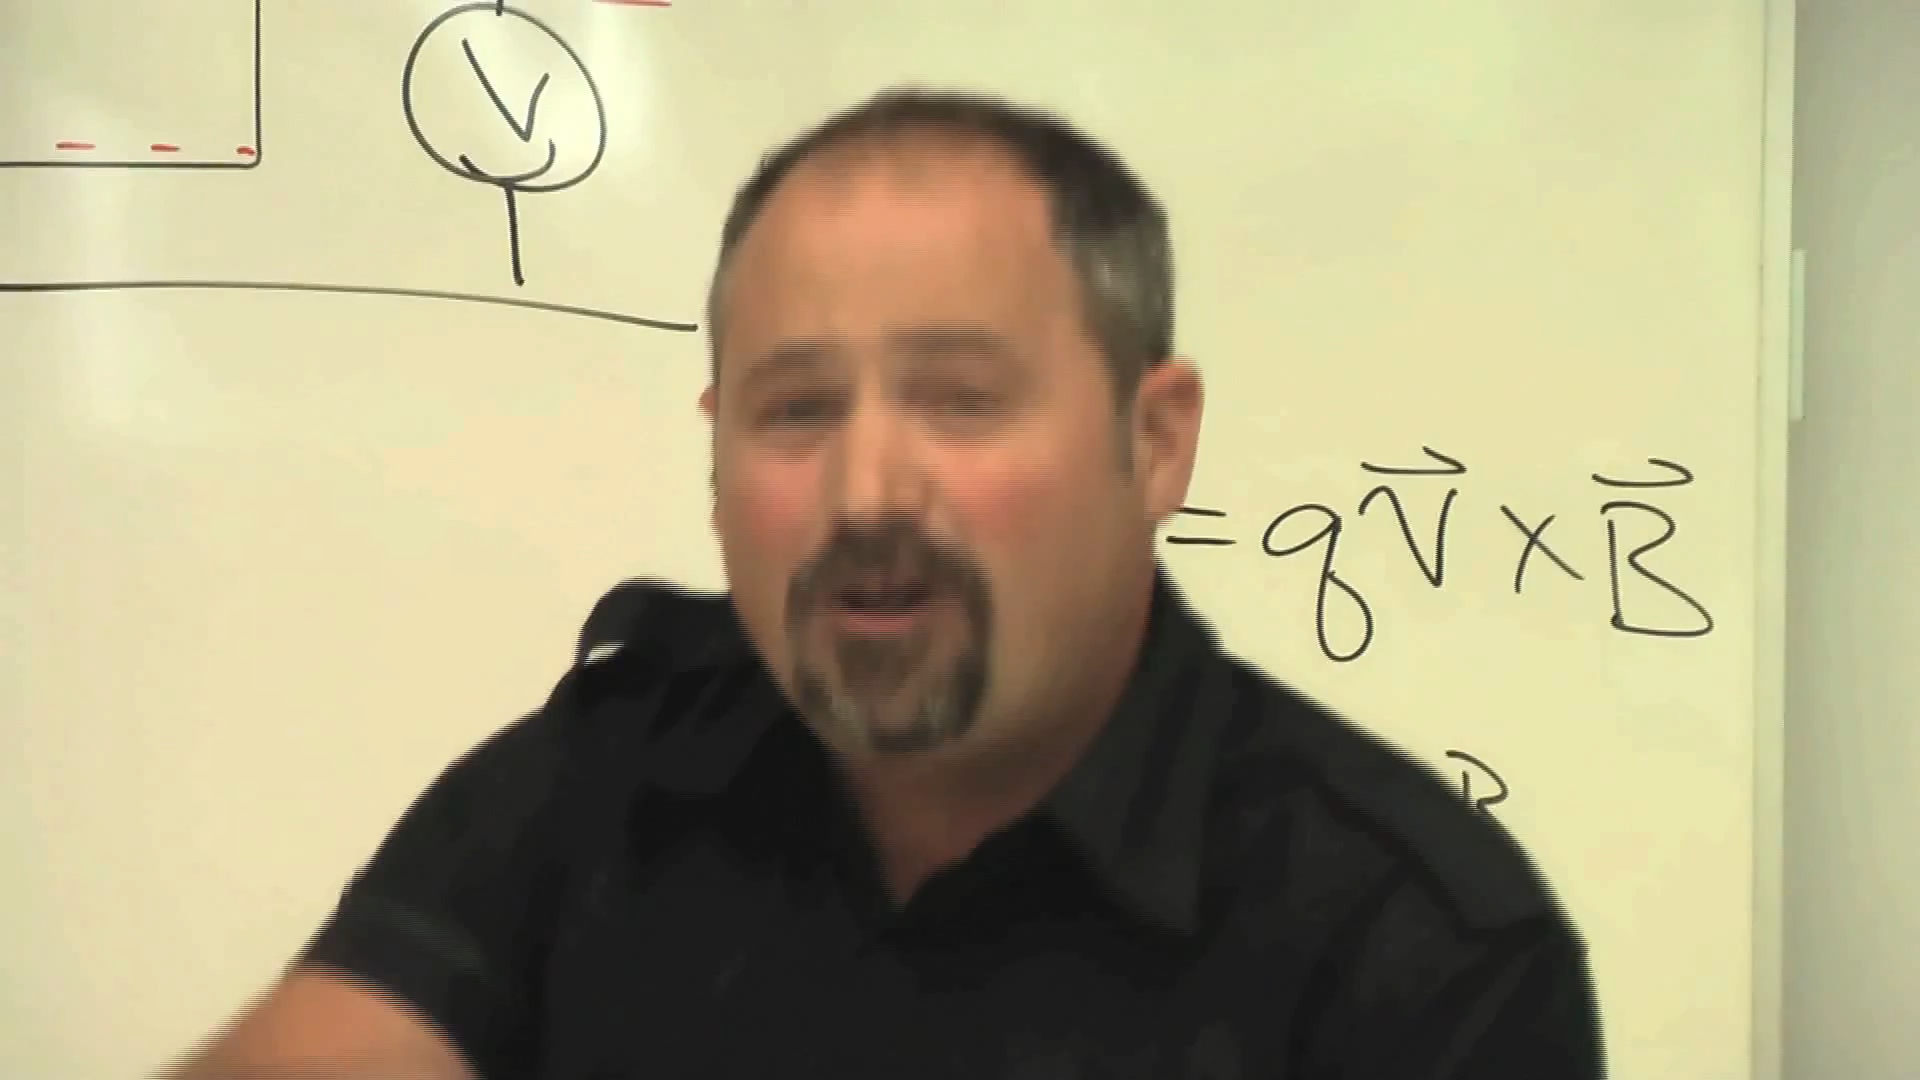 V
= qv⃗ × B⃗
B